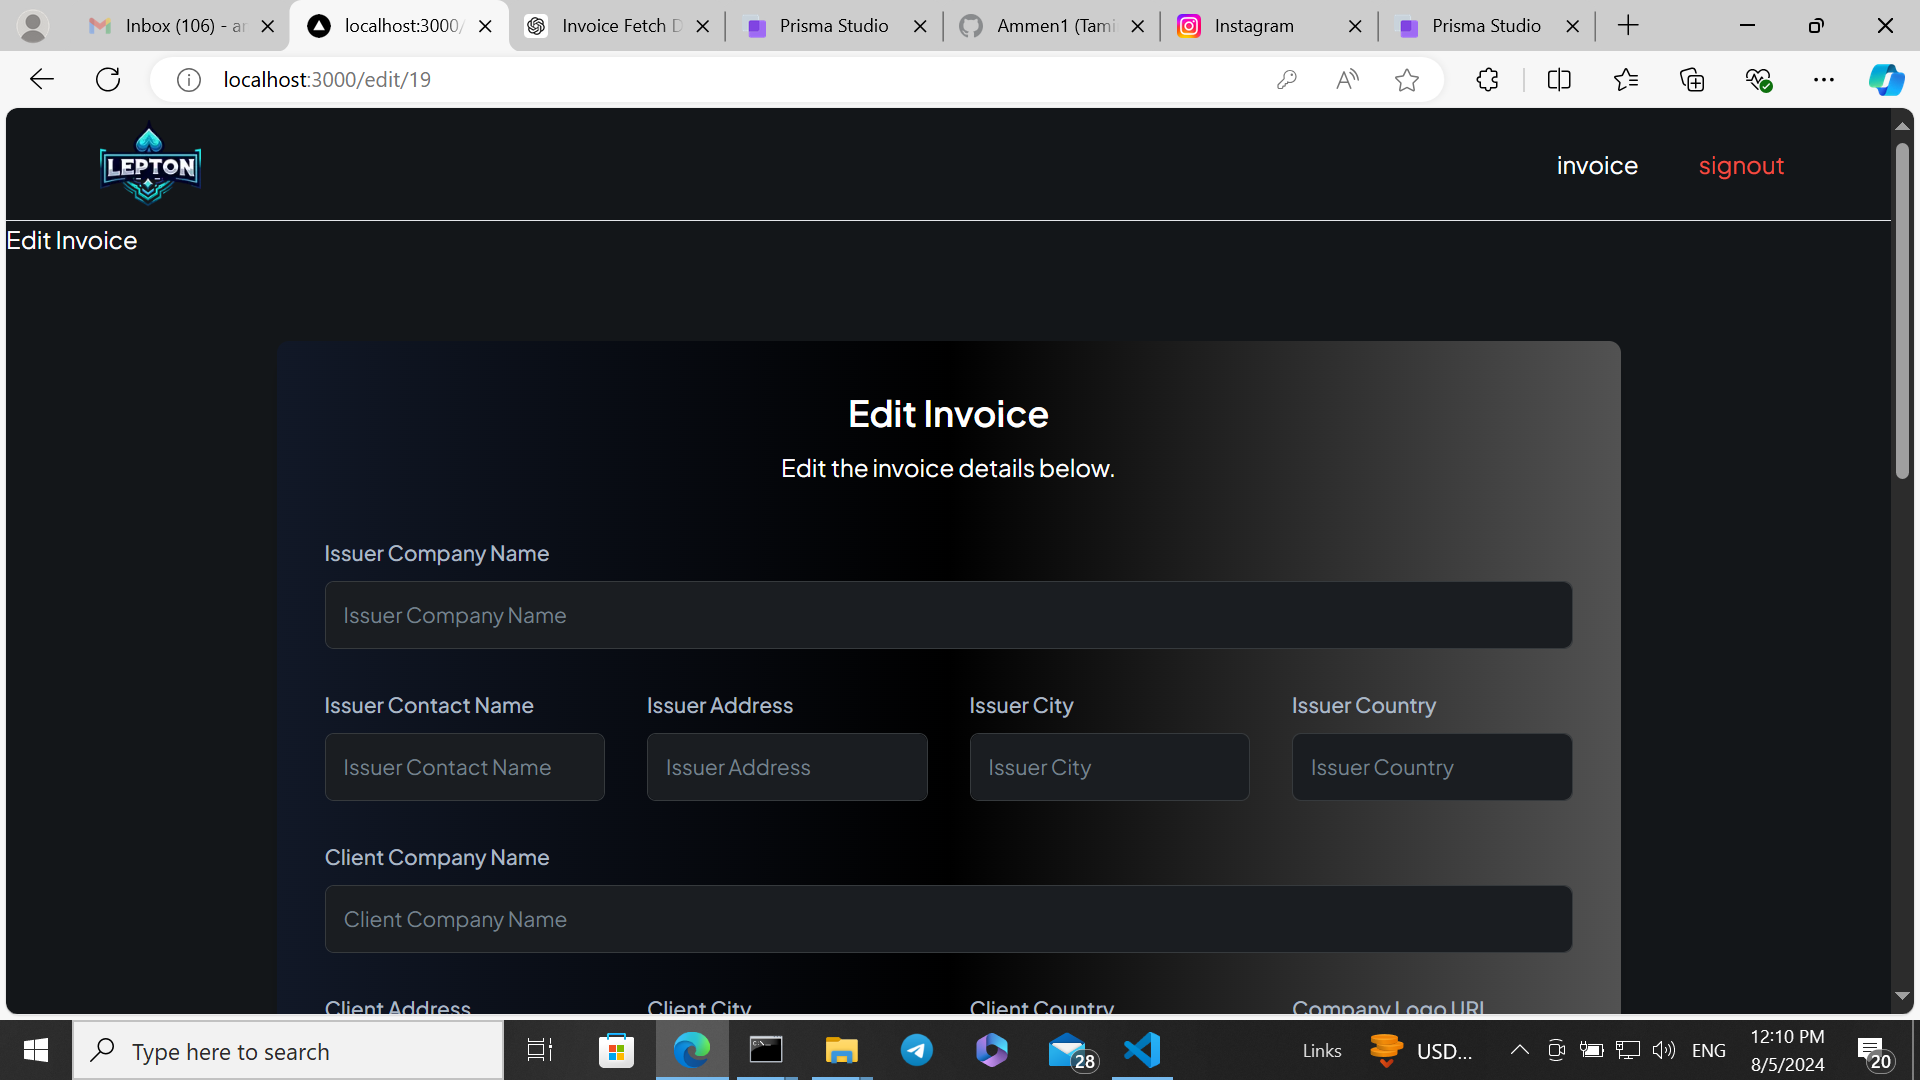 Inbox (106) - ar
localhost:3000/
Invoice Fetch D
Prisma Studio
Ammen1 (Tami
Instagram
Prisma Studio
localhost:3000/edit/19
LEPTON
invoice
signout
Edit Invoice
Edit Invoice
Edit the invoice details below.
Issuer Company Name
Issuer Company Name
Issuer Contact Name
Issuer Address
Issuer City
Issuer Country
Issuer Contact Name
Issuer Address
Issuer City
Issuer Country
Client Company Name
Client Company Name
Client Address
Client City
Client Country
Company Logo URL
Type here to search
28
Links
USD...
ENG
12:10 PM
8/5/2024
20